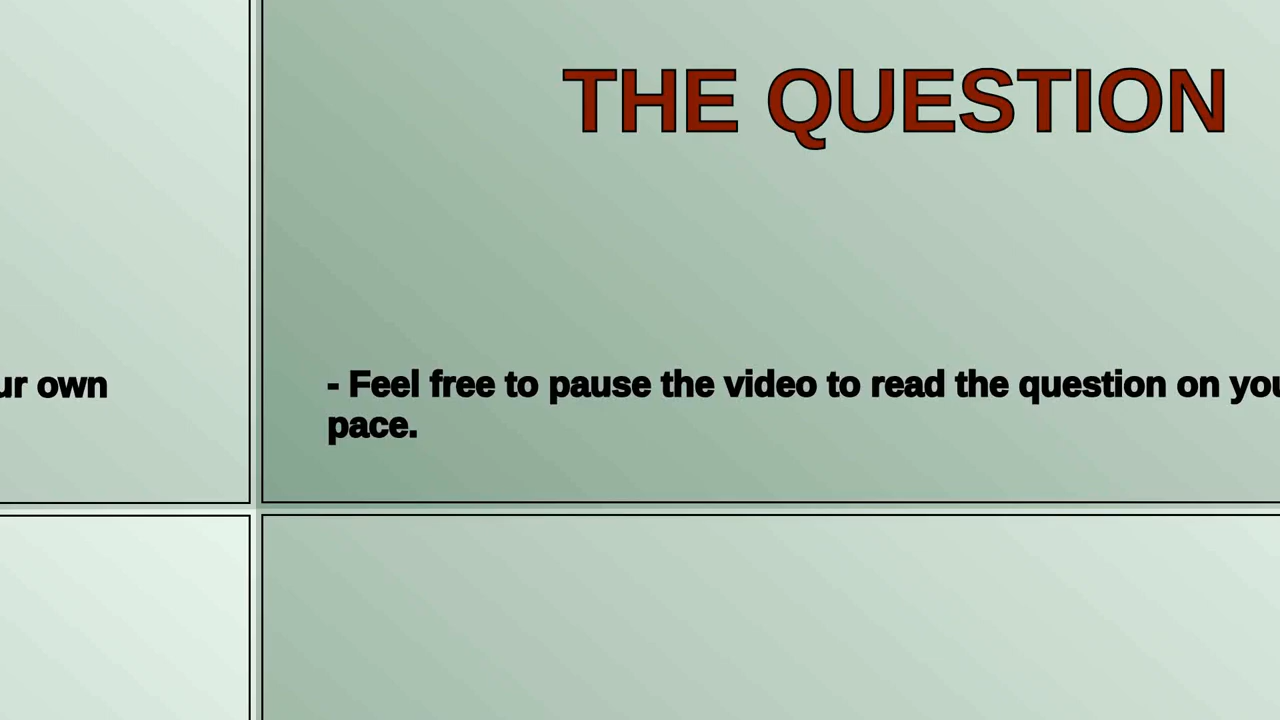 THE QUESTION
ur own
- Feel free to pause the video to read the question on you
pace.